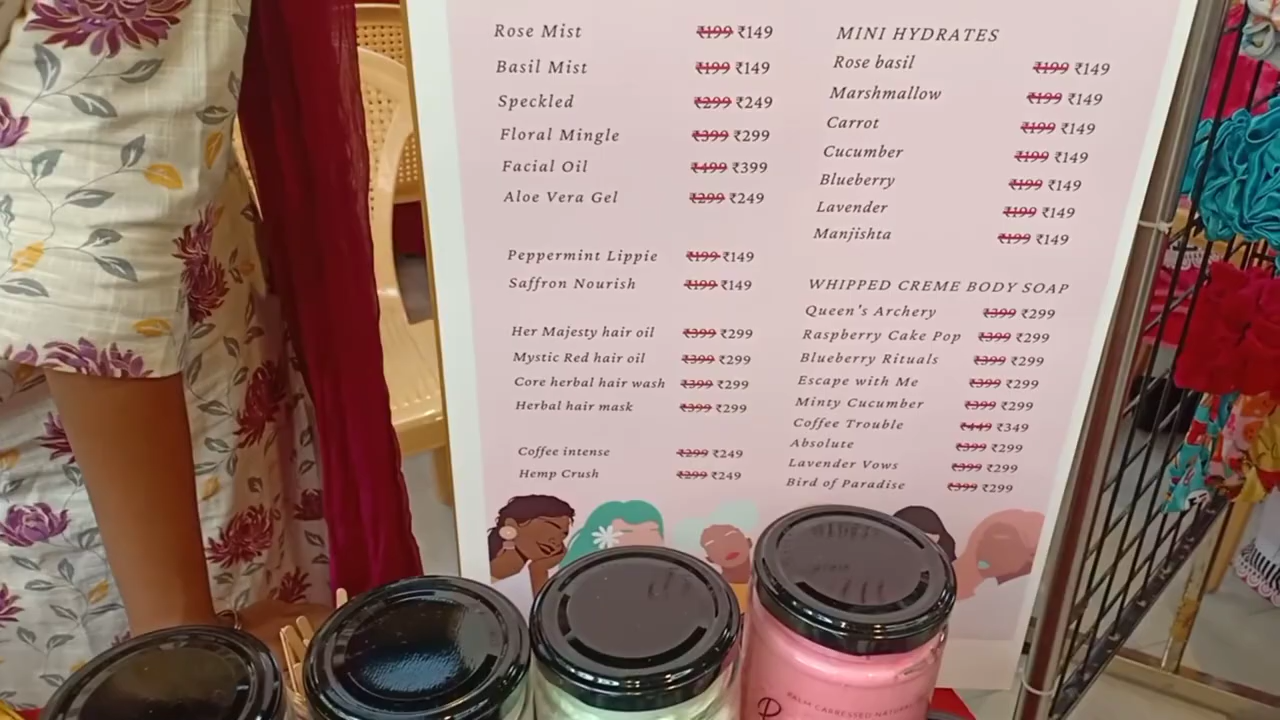 Rose Mist ₹199 ₹149
Basil Mist ₹199 ₹149
Speckled ₹299 ₹249
Floral Mingle ₹399 ₹299
Facial Oil ₹499 ₹399
Aloe Vera Gel ₹299 ₹249
Peppermint Lippie ₹199 ₹149
Saffron Nourish ₹199 ₹149
Her Majesty hair oil ₹399 ₹299
Mystic Red hair oil ₹399 ₹299
Core herbal hair wash ₹399 ₹299
Herbal hair mask ₹399 ₹299
Coffee intense ₹299 ₹249
Hemp Crush ₹299 ₹249
MINI HYDRATES
Rose basil ₹199 ₹149
Marshmallow ₹199 ₹149
Carrot ₹199 ₹149
Cucumber ₹199 ₹149
Blueberry ₹199 ₹149
Lavender ₹199 ₹149
Manjishta ₹199 ₹149
WHIPPED CREME BODY SOAP
Queen's Archery ₹399 ₹299
Raspberry Cake Pop ₹399 ₹299
Blueberry Rituals ₹399 ₹299
Escape with Me ₹399 ₹299
Minty Cucumber ₹399 ₹299
Coffee Trouble ₹449 ₹349
Absolute ₹399 ₹299
Lavender Vows ₹399 ₹299
Bird of Paradise ₹399 ₹299